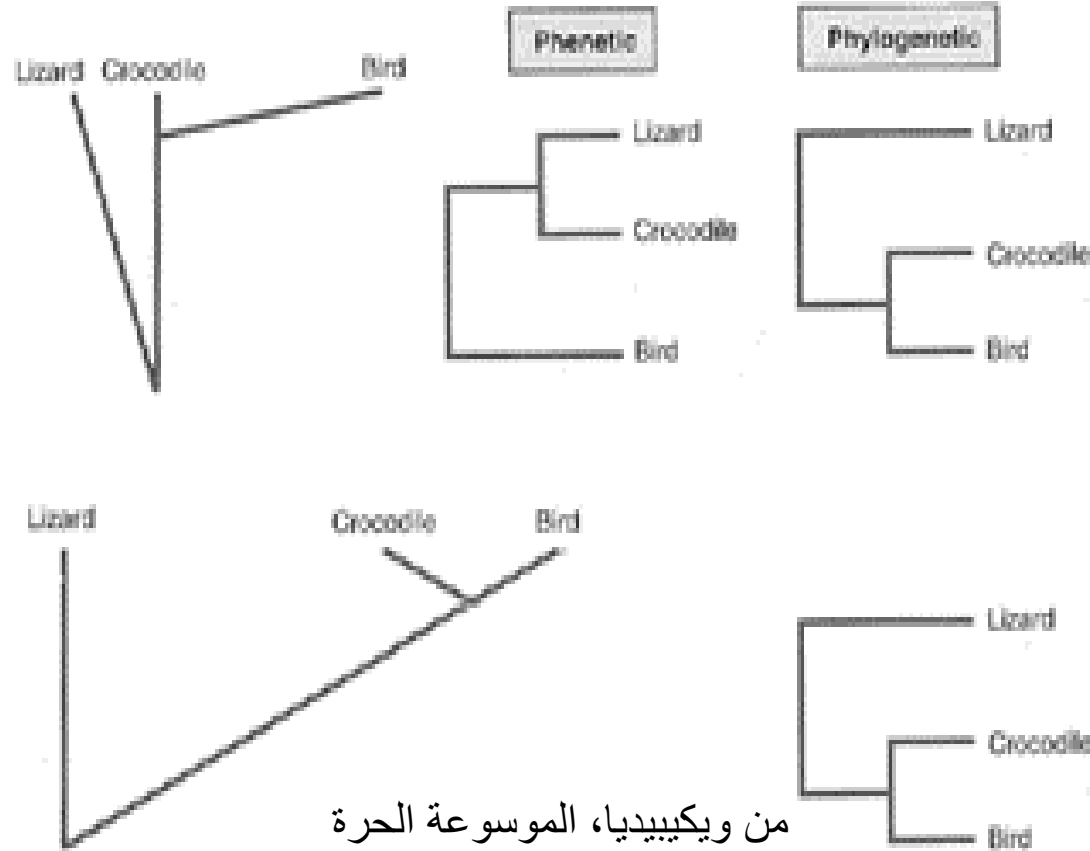 Phenetic
Phylogenetic
Lizard Crocodile Bird
Lizard
Crocodile
Bird
Lizard
Crocodile
Bird
Lizard Crocodile Bird
Lizard
Crocodile
Bird
من ويكيبيديا، الموسوعة الحرة